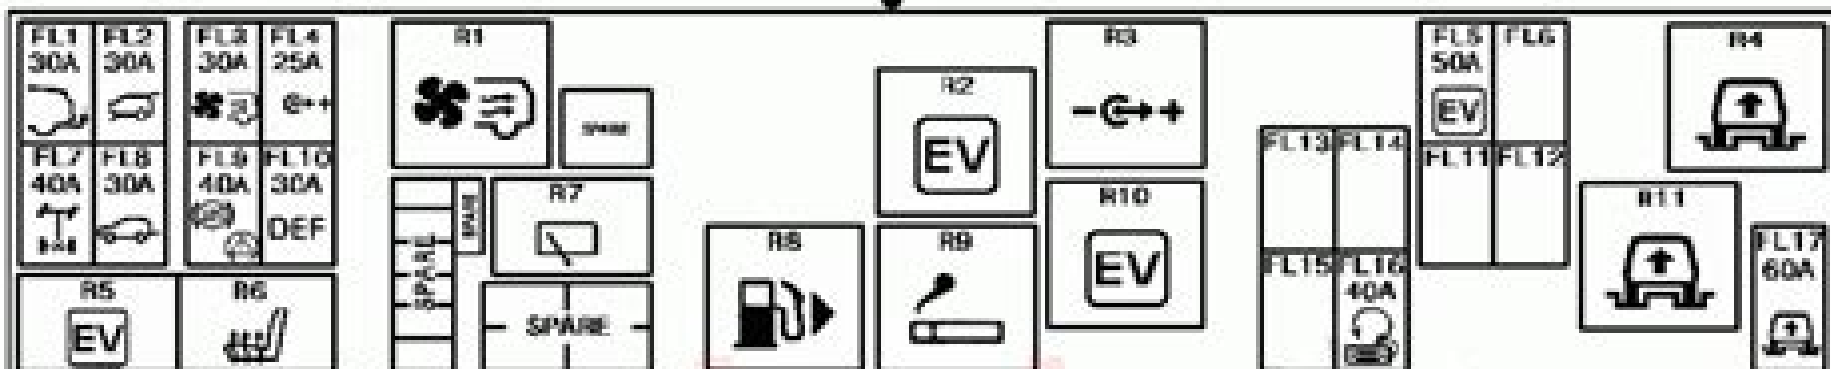 FL1
30A
FL2
30A
FL3
30A
FL4
25A
R1
R2
EV
R3
FL5
50A
EV
FL6
R4
SPARE
FL7
40A
FL8
30A
FL9
40A
FL10
30A
DEF
SPARE
SPARE
R7
R10
EV
FL13
FL14
FL11
FL12
R11
R5
EV
R6
SPARE
R8
R9
FL15
FL16
40A
FL17
60A